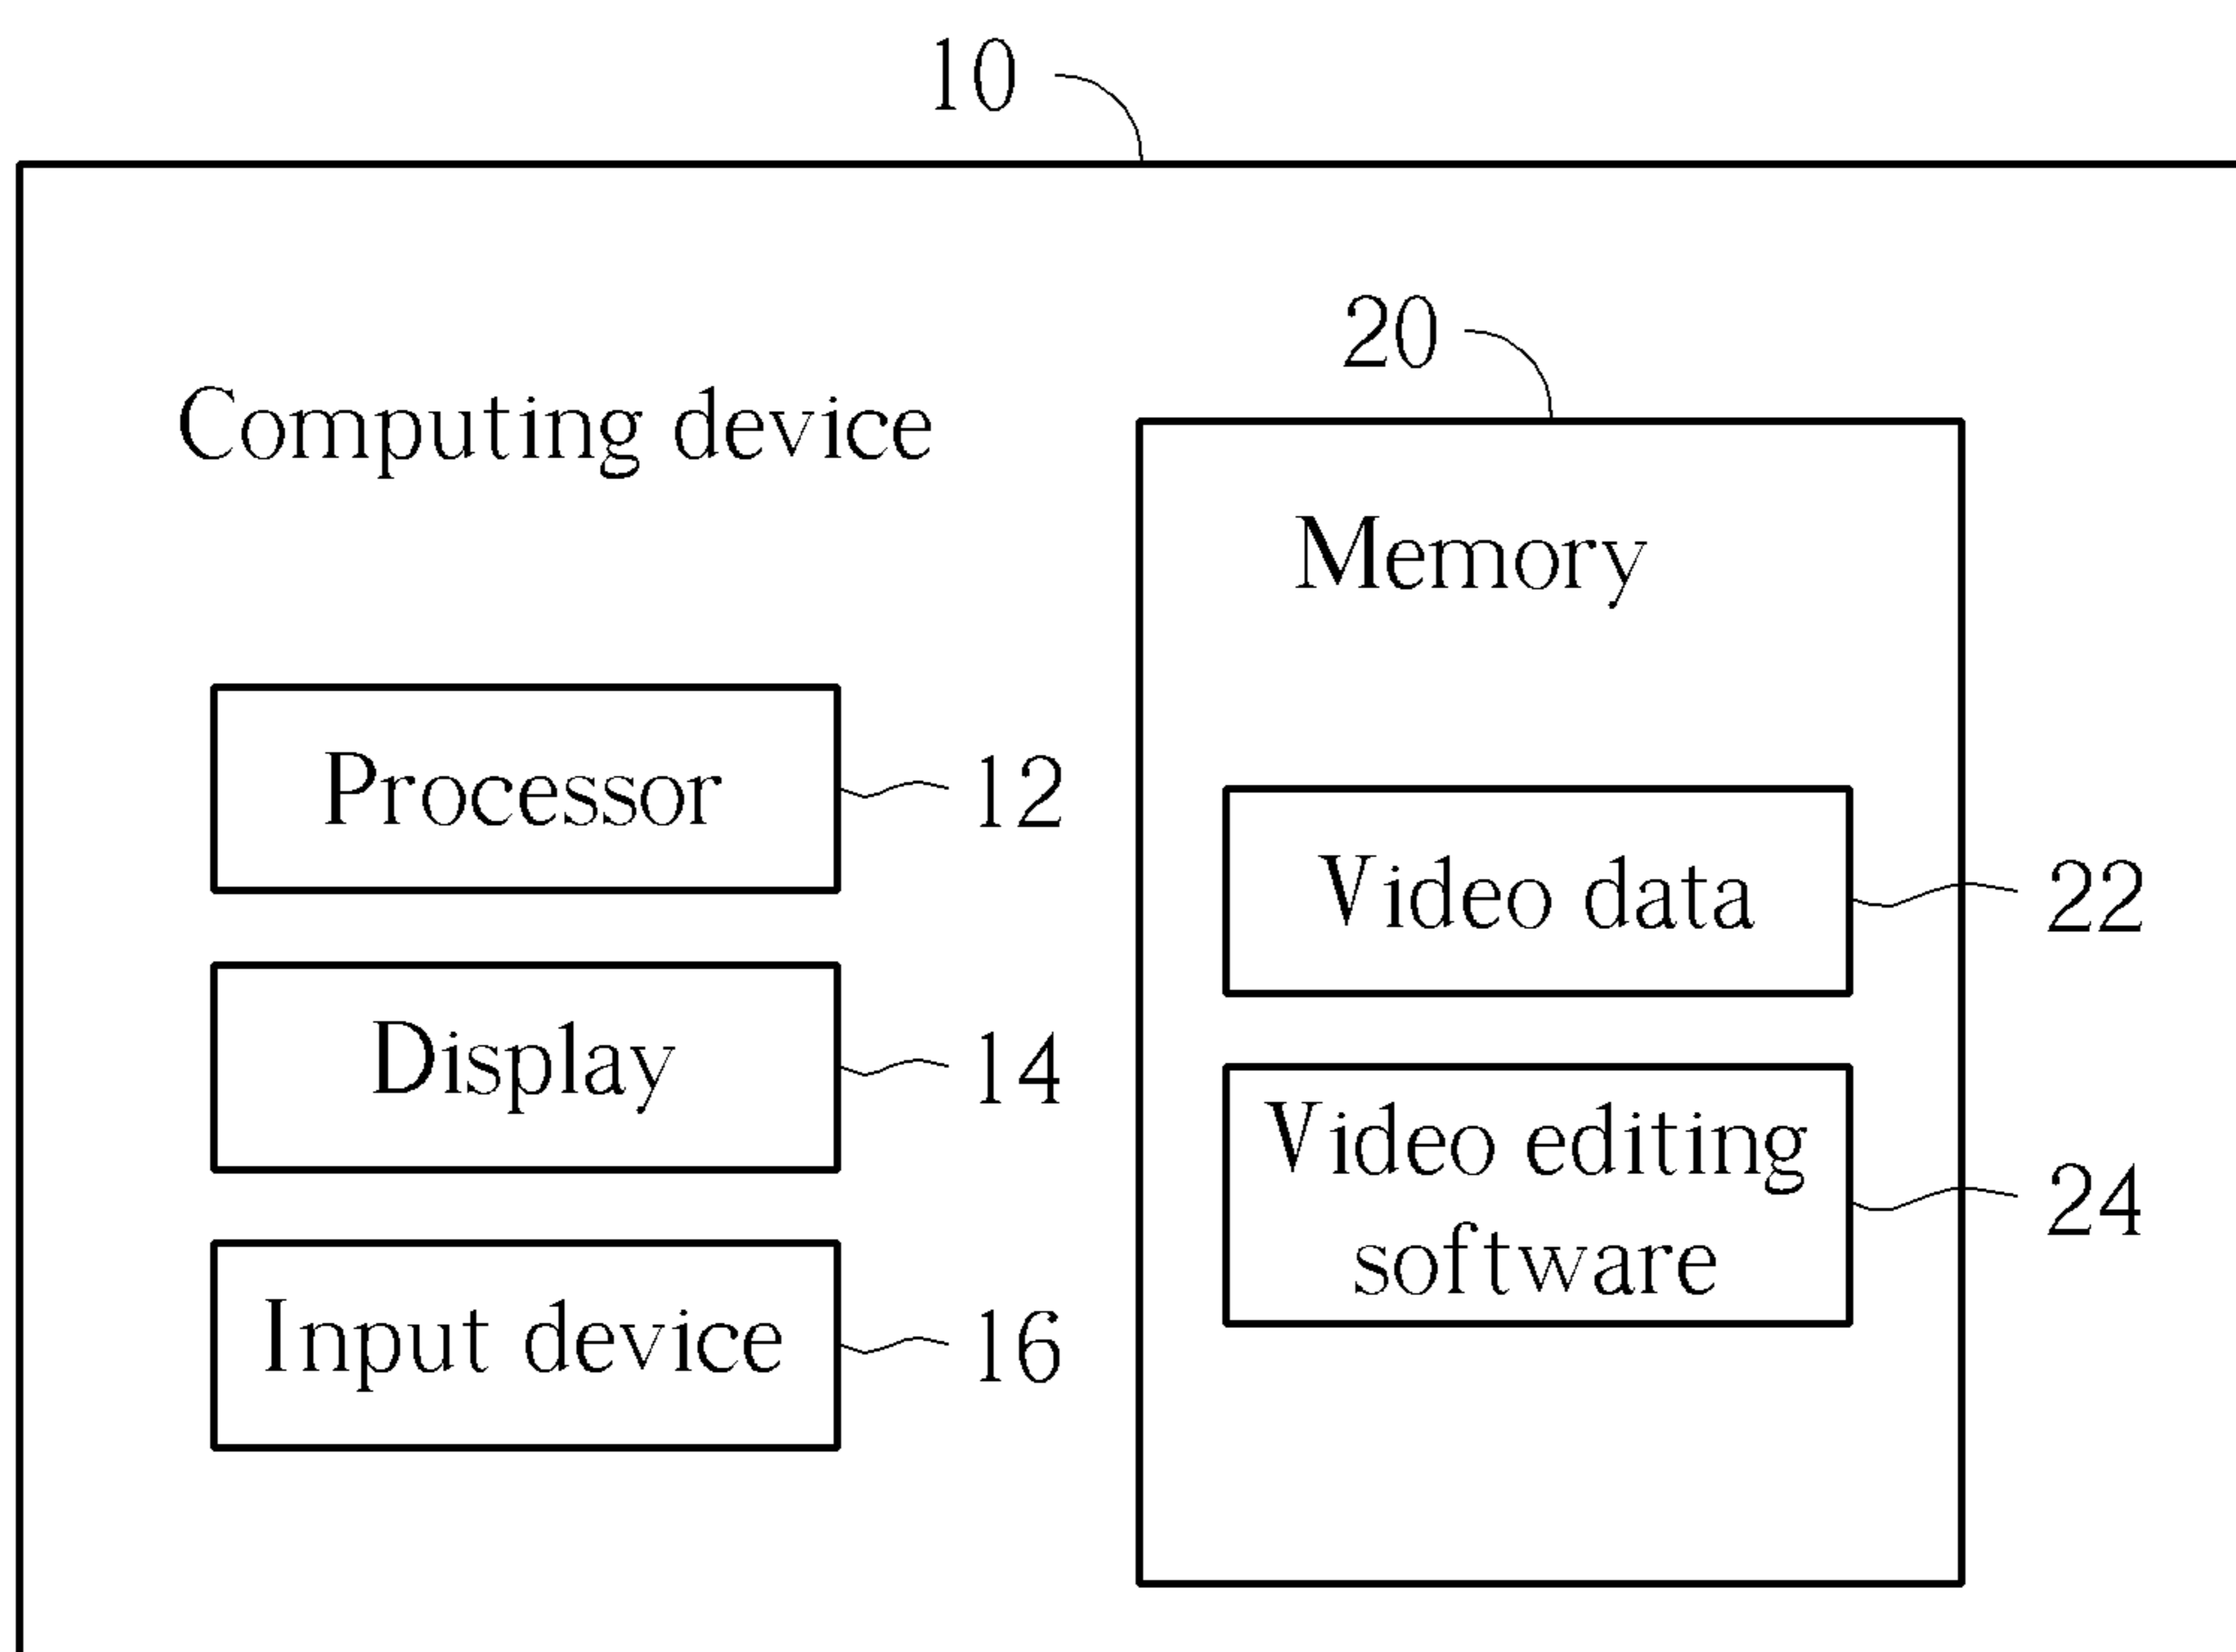 10
Computing device
Processor
12
Display
14
Input device
16
20
Memory
Video data
22
Video editing
software
24